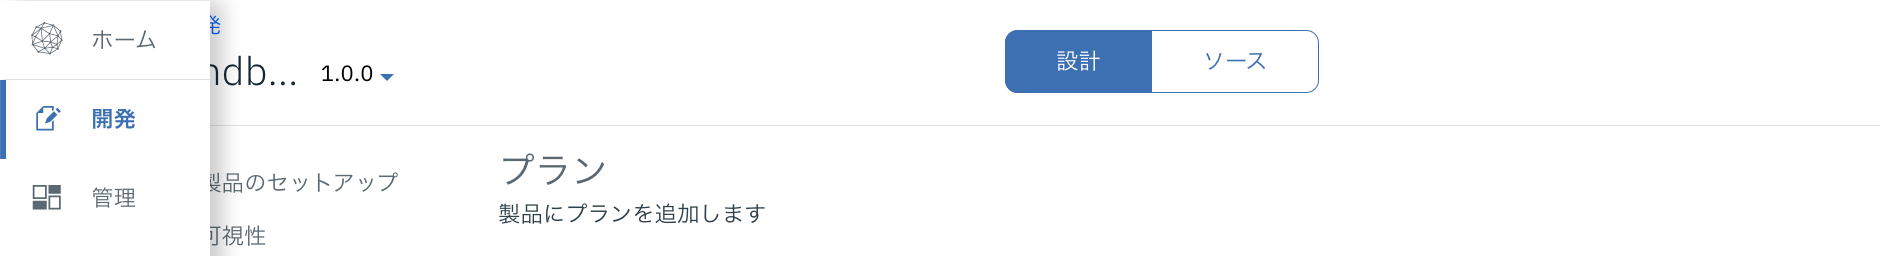 ホーム
開発
管理
発
ndb... 1.0.0
設計
ソース
製品のセットアップ
可視性
プラン
製品にプランを追加します